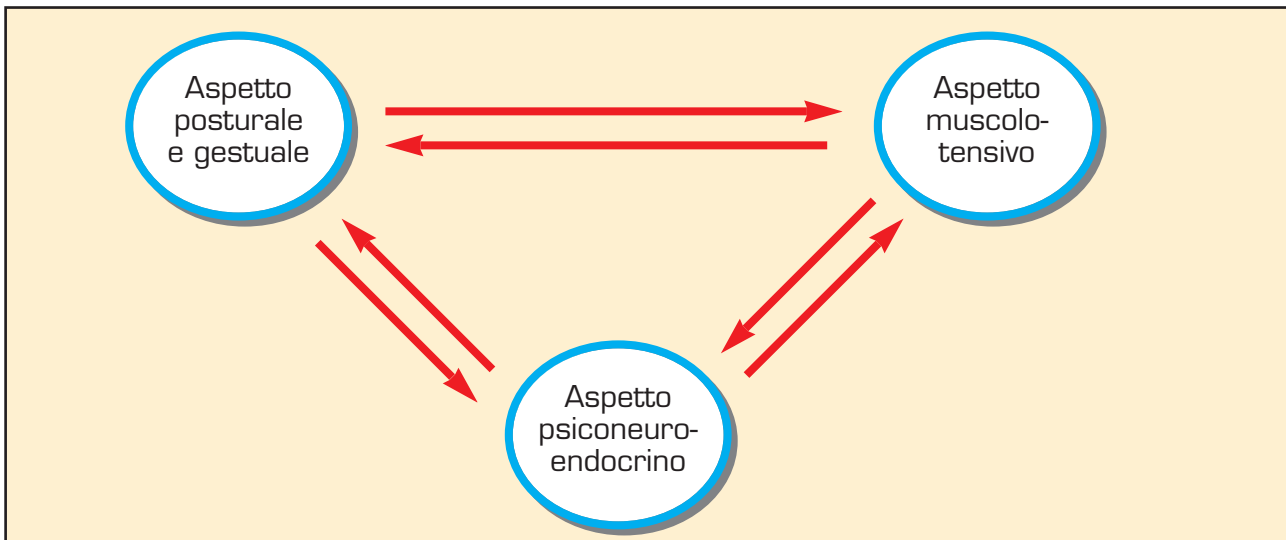 Aspetto
posturale
e gestuale
Aspetto
muscolo-
tensivo
Aspetto
psiconeuro-
endocrino